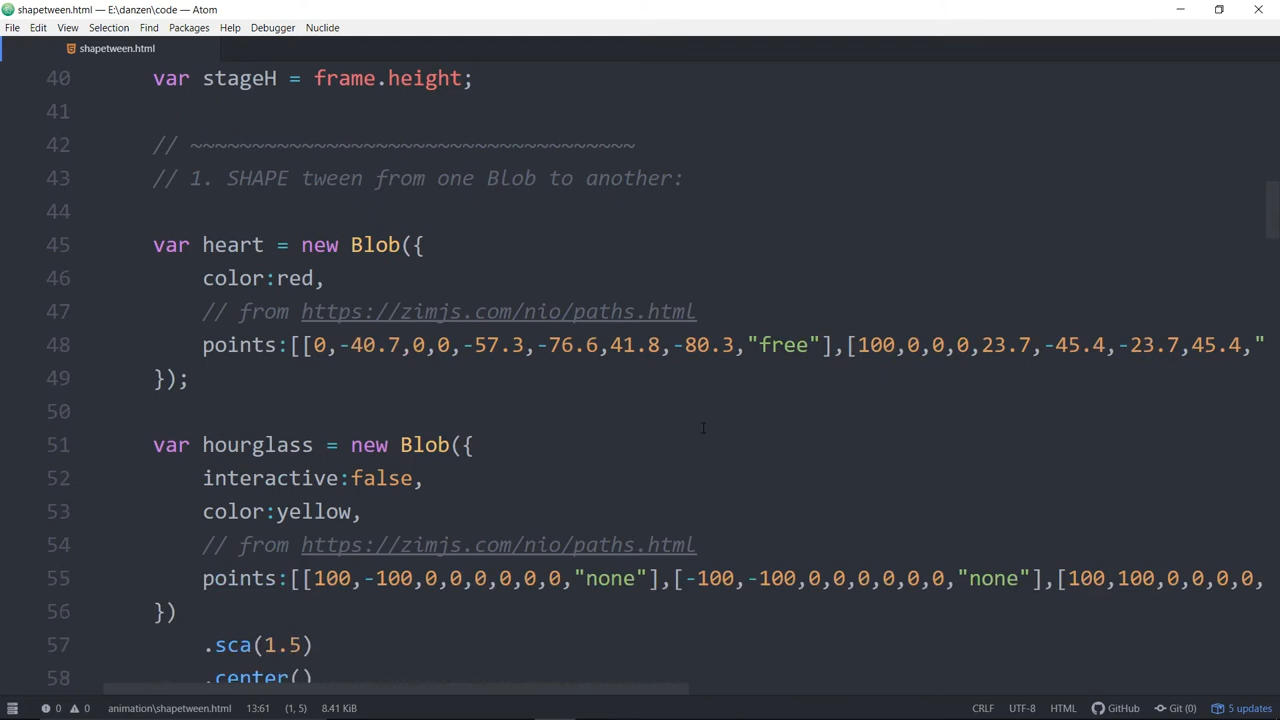 shapetween.html — E:\danzen\code — Atom
File Edit View Selection Find Packages Help Debugger Nuclide
shapetween.html
40 var stageH = frame.height;
41
42 // ~~~~~~~~~~~~~~~~~~~~~~~~~~~~~~~~~~~~
43 // 1. SHAPE tween from one Blob to another:
44
45 var heart = new Blob({
46 color:red,
47 // from https://zimjs.com/nio/paths.html
48 points:[[0,-40.7,0,0,-57.3,-76.6,41.8,-80.3,"free"],[100,0,0,0,23.7,-45.4,-23.7,45.4,"
49 });
50
51 var hourglass = new Blob({
52 interactive:false,
53 color:yellow,
54 // from https://zimjs.com/nio/paths.html
55 points:[[100,-100,0,0,0,0,0,0,"none"],[-100,-100,0,0,0,0,0,0,"none"],[100,100,0,0,0,0,
56 })
57 .sca(1.5)
58 .center()
0 0 animation\shapetween.html 13:61 (1, 5) 8.41 KiB CRLF UTF-8 HTML GitHub Git (0) 5 updates